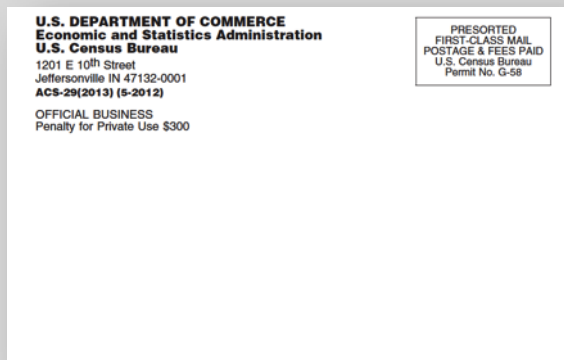 U.S. DEPARTMENT OF COMMERCE
Economic and Statistics Administration
U.S. Census Bureau
1201 E 10th Street
Jeffersonville IN 47132-0001
ACS-29(2013) (5-2012)
OFFICIAL BUSINESS
Penalty for Private Use $300
PRESORTED
FIRST-CLASS MAIL
POSTAGE & FEES PAID
U.S. Census Bureau
Permit No. G-58